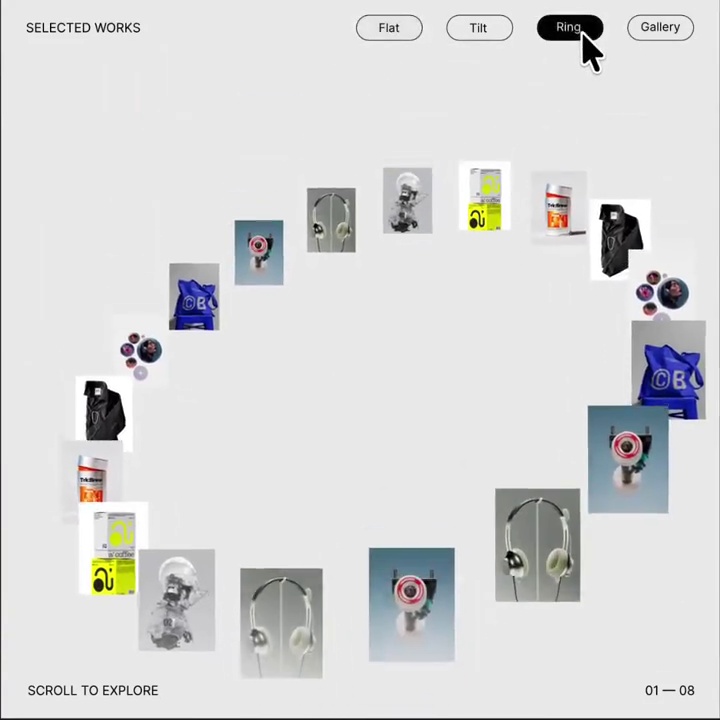 SELECTED WORKS
Flat
Tilt
Ring
Gallery
©B
©B
SCROLL TO EXPLORE
01 — 08